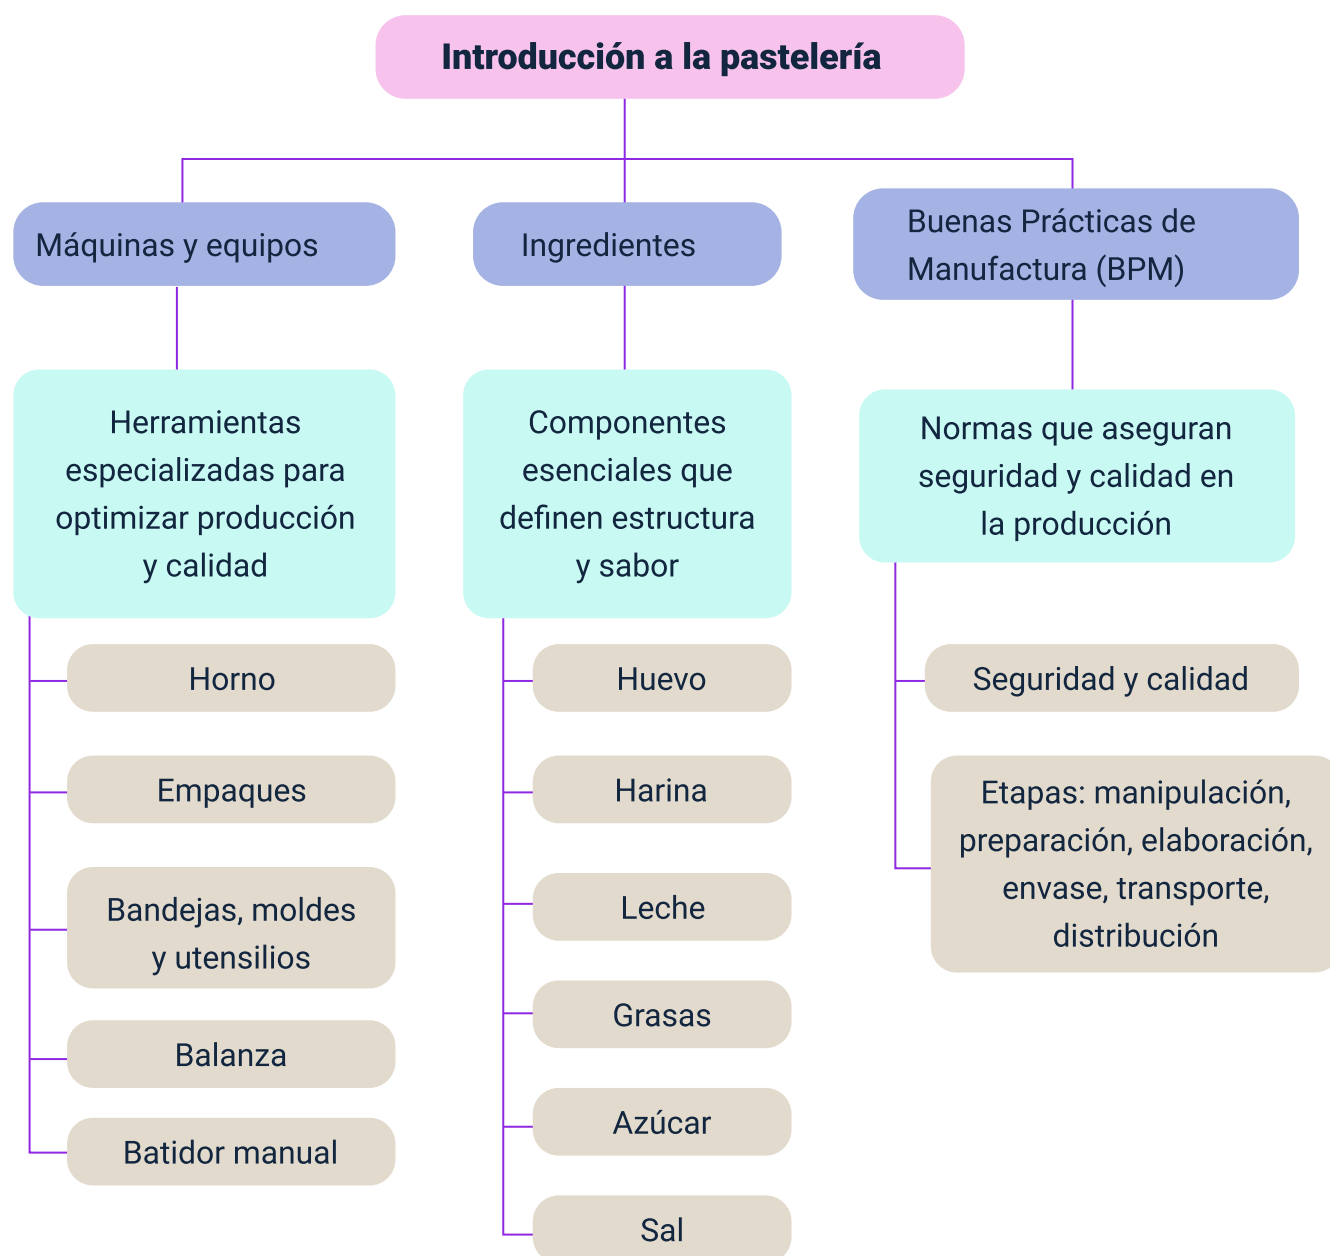 Introducción a la pastelería
Máquinas y equipos
Herramientas
especializadas para
optimizar producción
y calidad
Horno
Empaques
Bandejas, moldes
y utensilios
Balanza
Batidor manual
Ingredientes
Componentes
esenciales que
definen estructura
y sabor
Huevo
Harina
Leche
Grasas
Azúcar
Sal
Buenas Prácticas de
Manufactura (BPM)
Normas que aseguran
seguridad y calidad en
la producción
Seguridad y calidad
Etapas: manipulación,
preparación, elaboración,
envase, transporte,
distribución